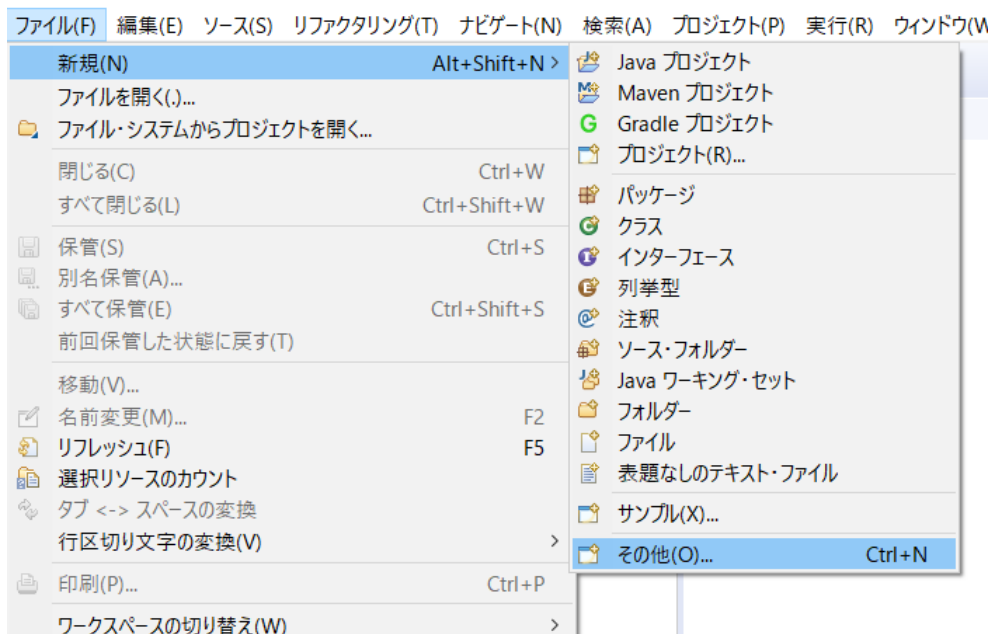 ファイル(F) 編集(E) ソース(S) リファクタリング(T) ナビゲート(N) 検索(A) プロジェクト(P) 実行(R) ウィンドウ(W
新規(N) Alt+Shift+N >
ファイルを開く(.)...
ファイル・システムからプロジェクトを開く...
閉じる(C) Ctrl+W
すべて閉じる(L) Ctrl+Shift+W
保管(S) Ctrl+S
別名保管(A)...
すべて保管(E) Ctrl+Shift+S
前回保管した状態に戻す(T)
移動(V)...
名前変更(M)... F2
リフレッシュ(F) F5
選択リソースのカウント
タブ <-> スペースの変換
行区切り文字の変換(V) >
印刷(P)... Ctrl+P
ワークスペースの切り替え(W) >
Java プロジェクト
Maven プロジェクト
Gradle プロジェクト
プロジェクト(R)...
パッケージ
クラス
インターフェース
列挙型
注釈
ソース・フォルダー
Java ワーキング・セット
フォルダー
ファイル
表題なしのテキスト・ファイル
サンプル(X)...
その他(O)... Ctrl+N